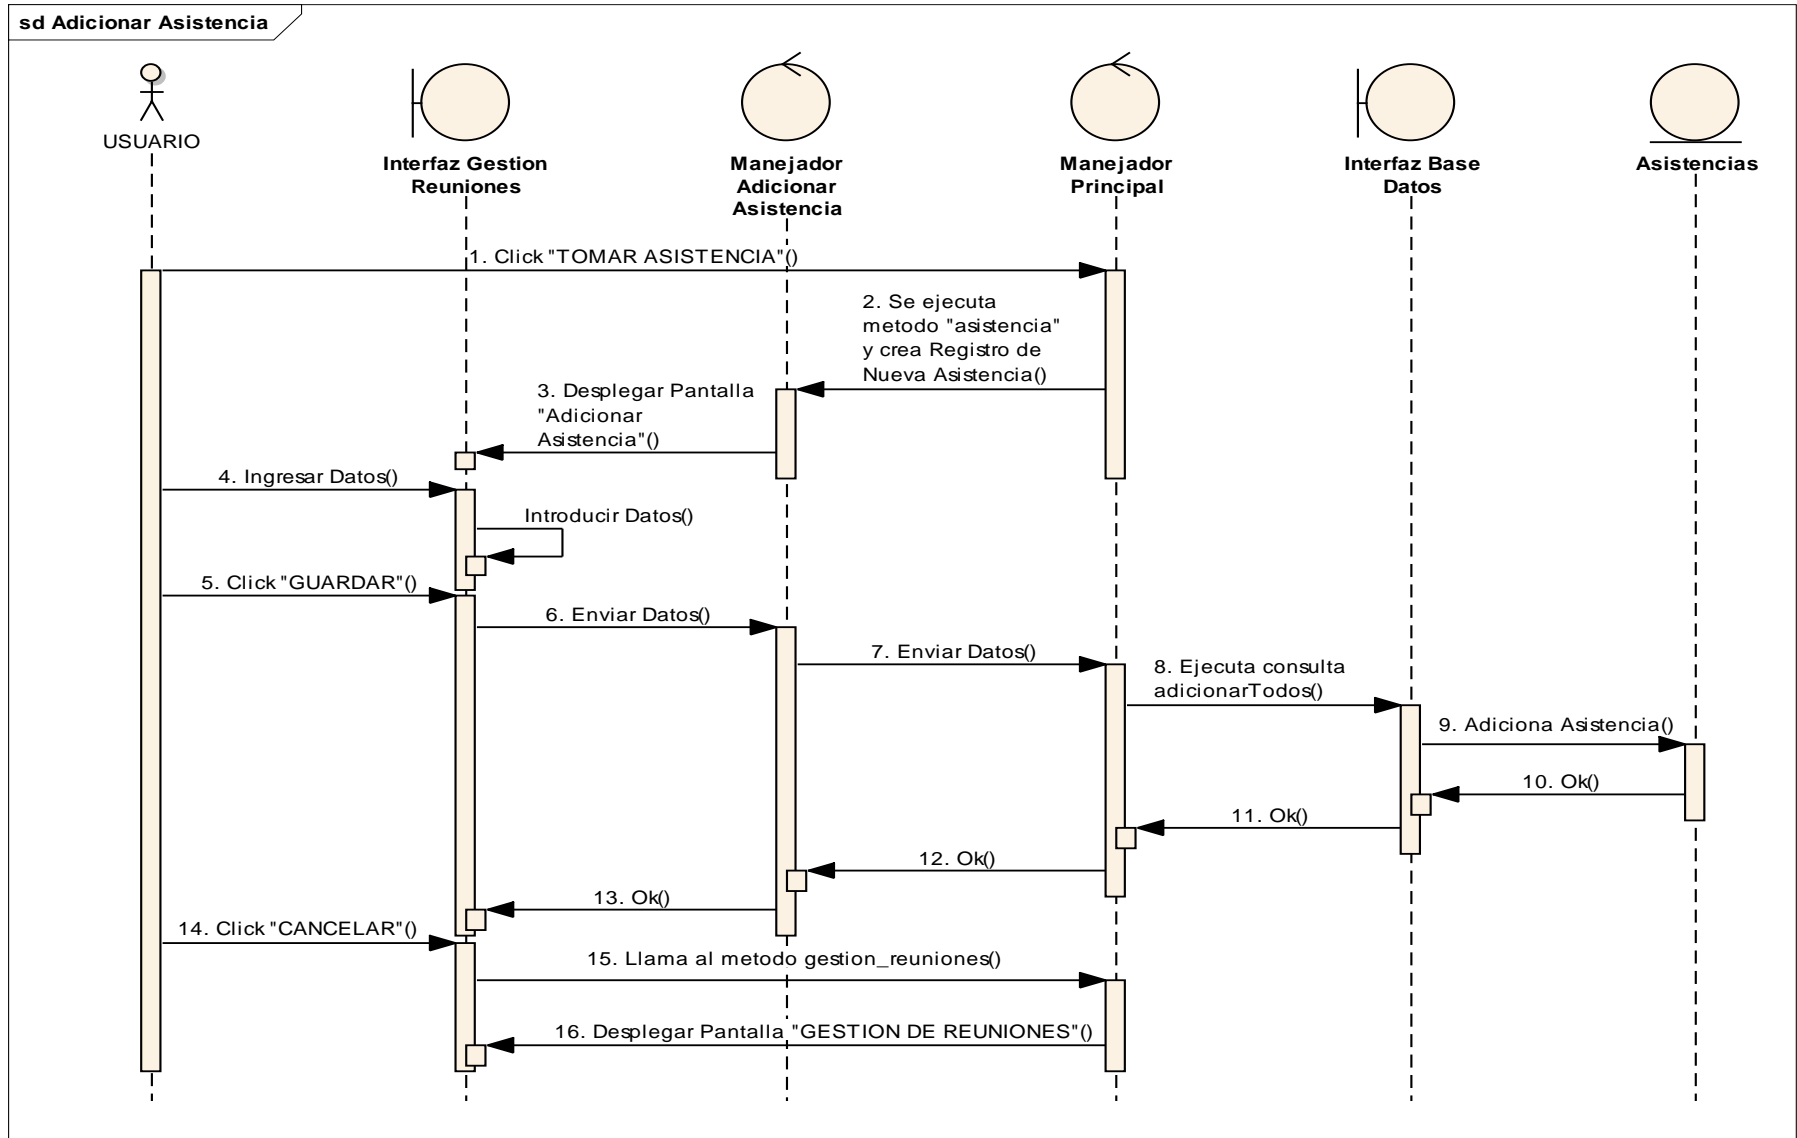 sd Adicionar Asistencia
USUARIO
Interfaz Gestion
Reuniones
Manejador
Adicionar
Asistencia
Manejador
Principal
Interfaz Base
Datos
Asistencias
1. Click "TOMAR ASISTENCIA"()
2. Se ejecuta
metodo "asistencia"
y crea Registro de
Nueva Asistencia()
3. Desplegar Pantalla
"Adicionar
Asistencia"()
4. Ingresar Datos()
Introducir Datos()
5. Click "GUARDAR"()
6. Enviar Datos()
7. Enviar Datos()
8. Ejecuta consulta
adicionarTodos()
9. Adiciona Asistencia()
10. Ok()
11. Ok()
12. Ok()
13. Ok()
14. Click "CANCELAR"()
15. Llama al metodo gestion_reuniones()
16. Desplegar Pantalla "GESTION DE REUNIONES"()